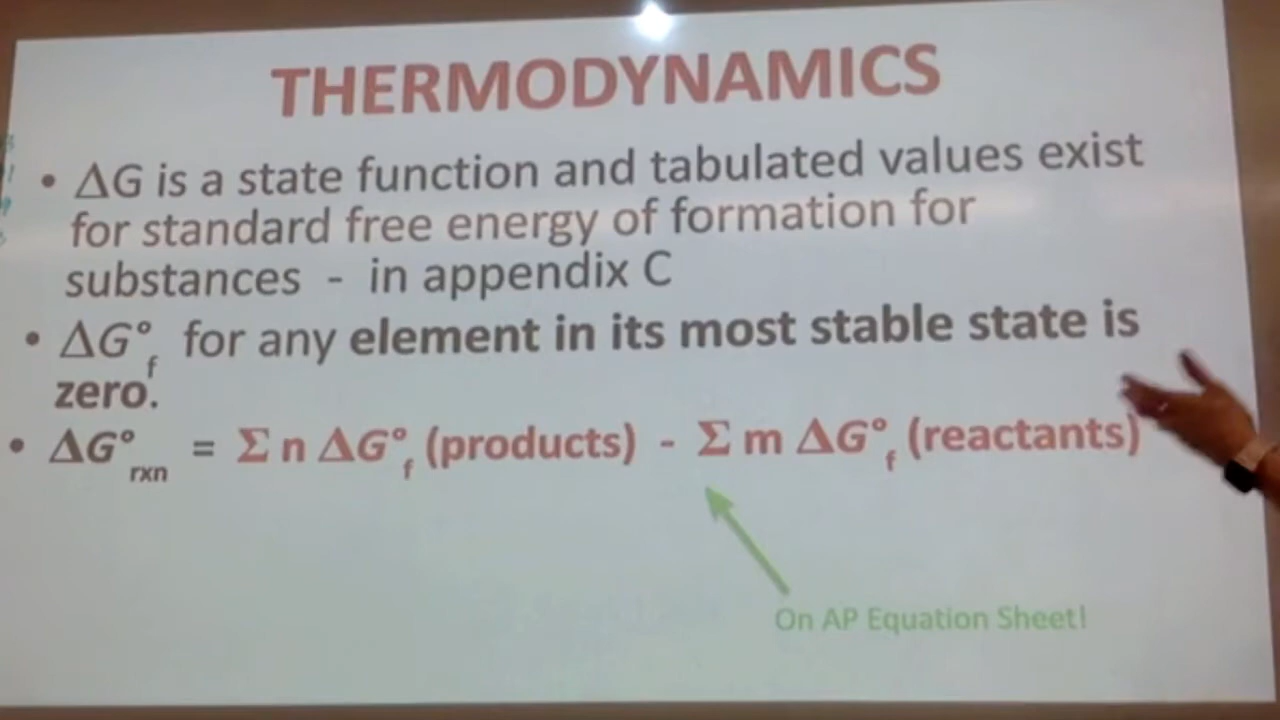 THERMODYNAMICS
• ΔG is a state function and tabulated values exist
for standard free energy of formation for
substances - in appendix C
• ΔG°f for any element in its most stable state is
zero.
• ΔG°rxn = Σ n ΔG°f (products) - Σ m ΔG°f (reactants)
On AP Equation Sheet!